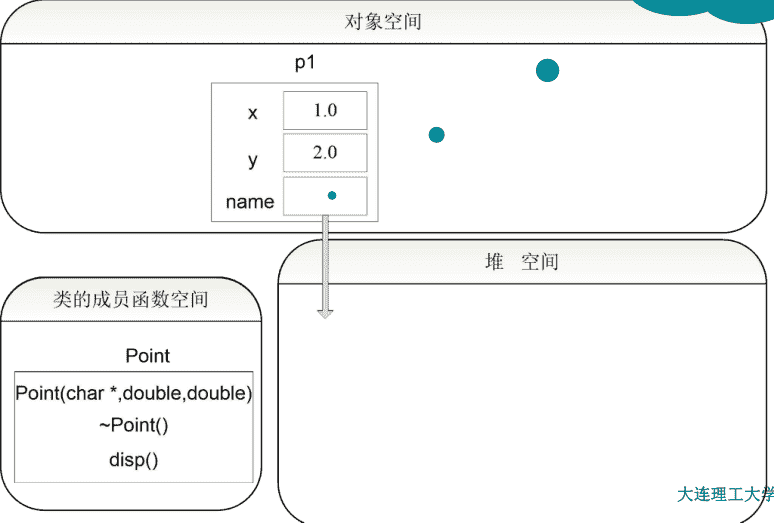 对象空间
p1
x 1.0
y 2.0
name
堆 空间
类的成员函数空间
Point
Point(char *,double,double)
~Point()
disp()
大连理工大学